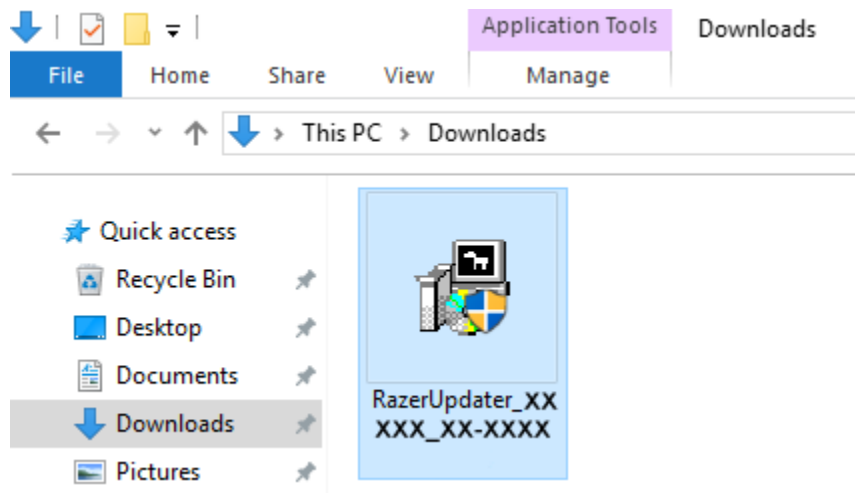 Application Tools
Downloads
File
Home
Share
View
Manage
This PC
Downloads
Quick access
Recycle Bin
Desktop
Documents
Downloads
Pictures
RazerUpdater_XX
XXX_XX-XXXX